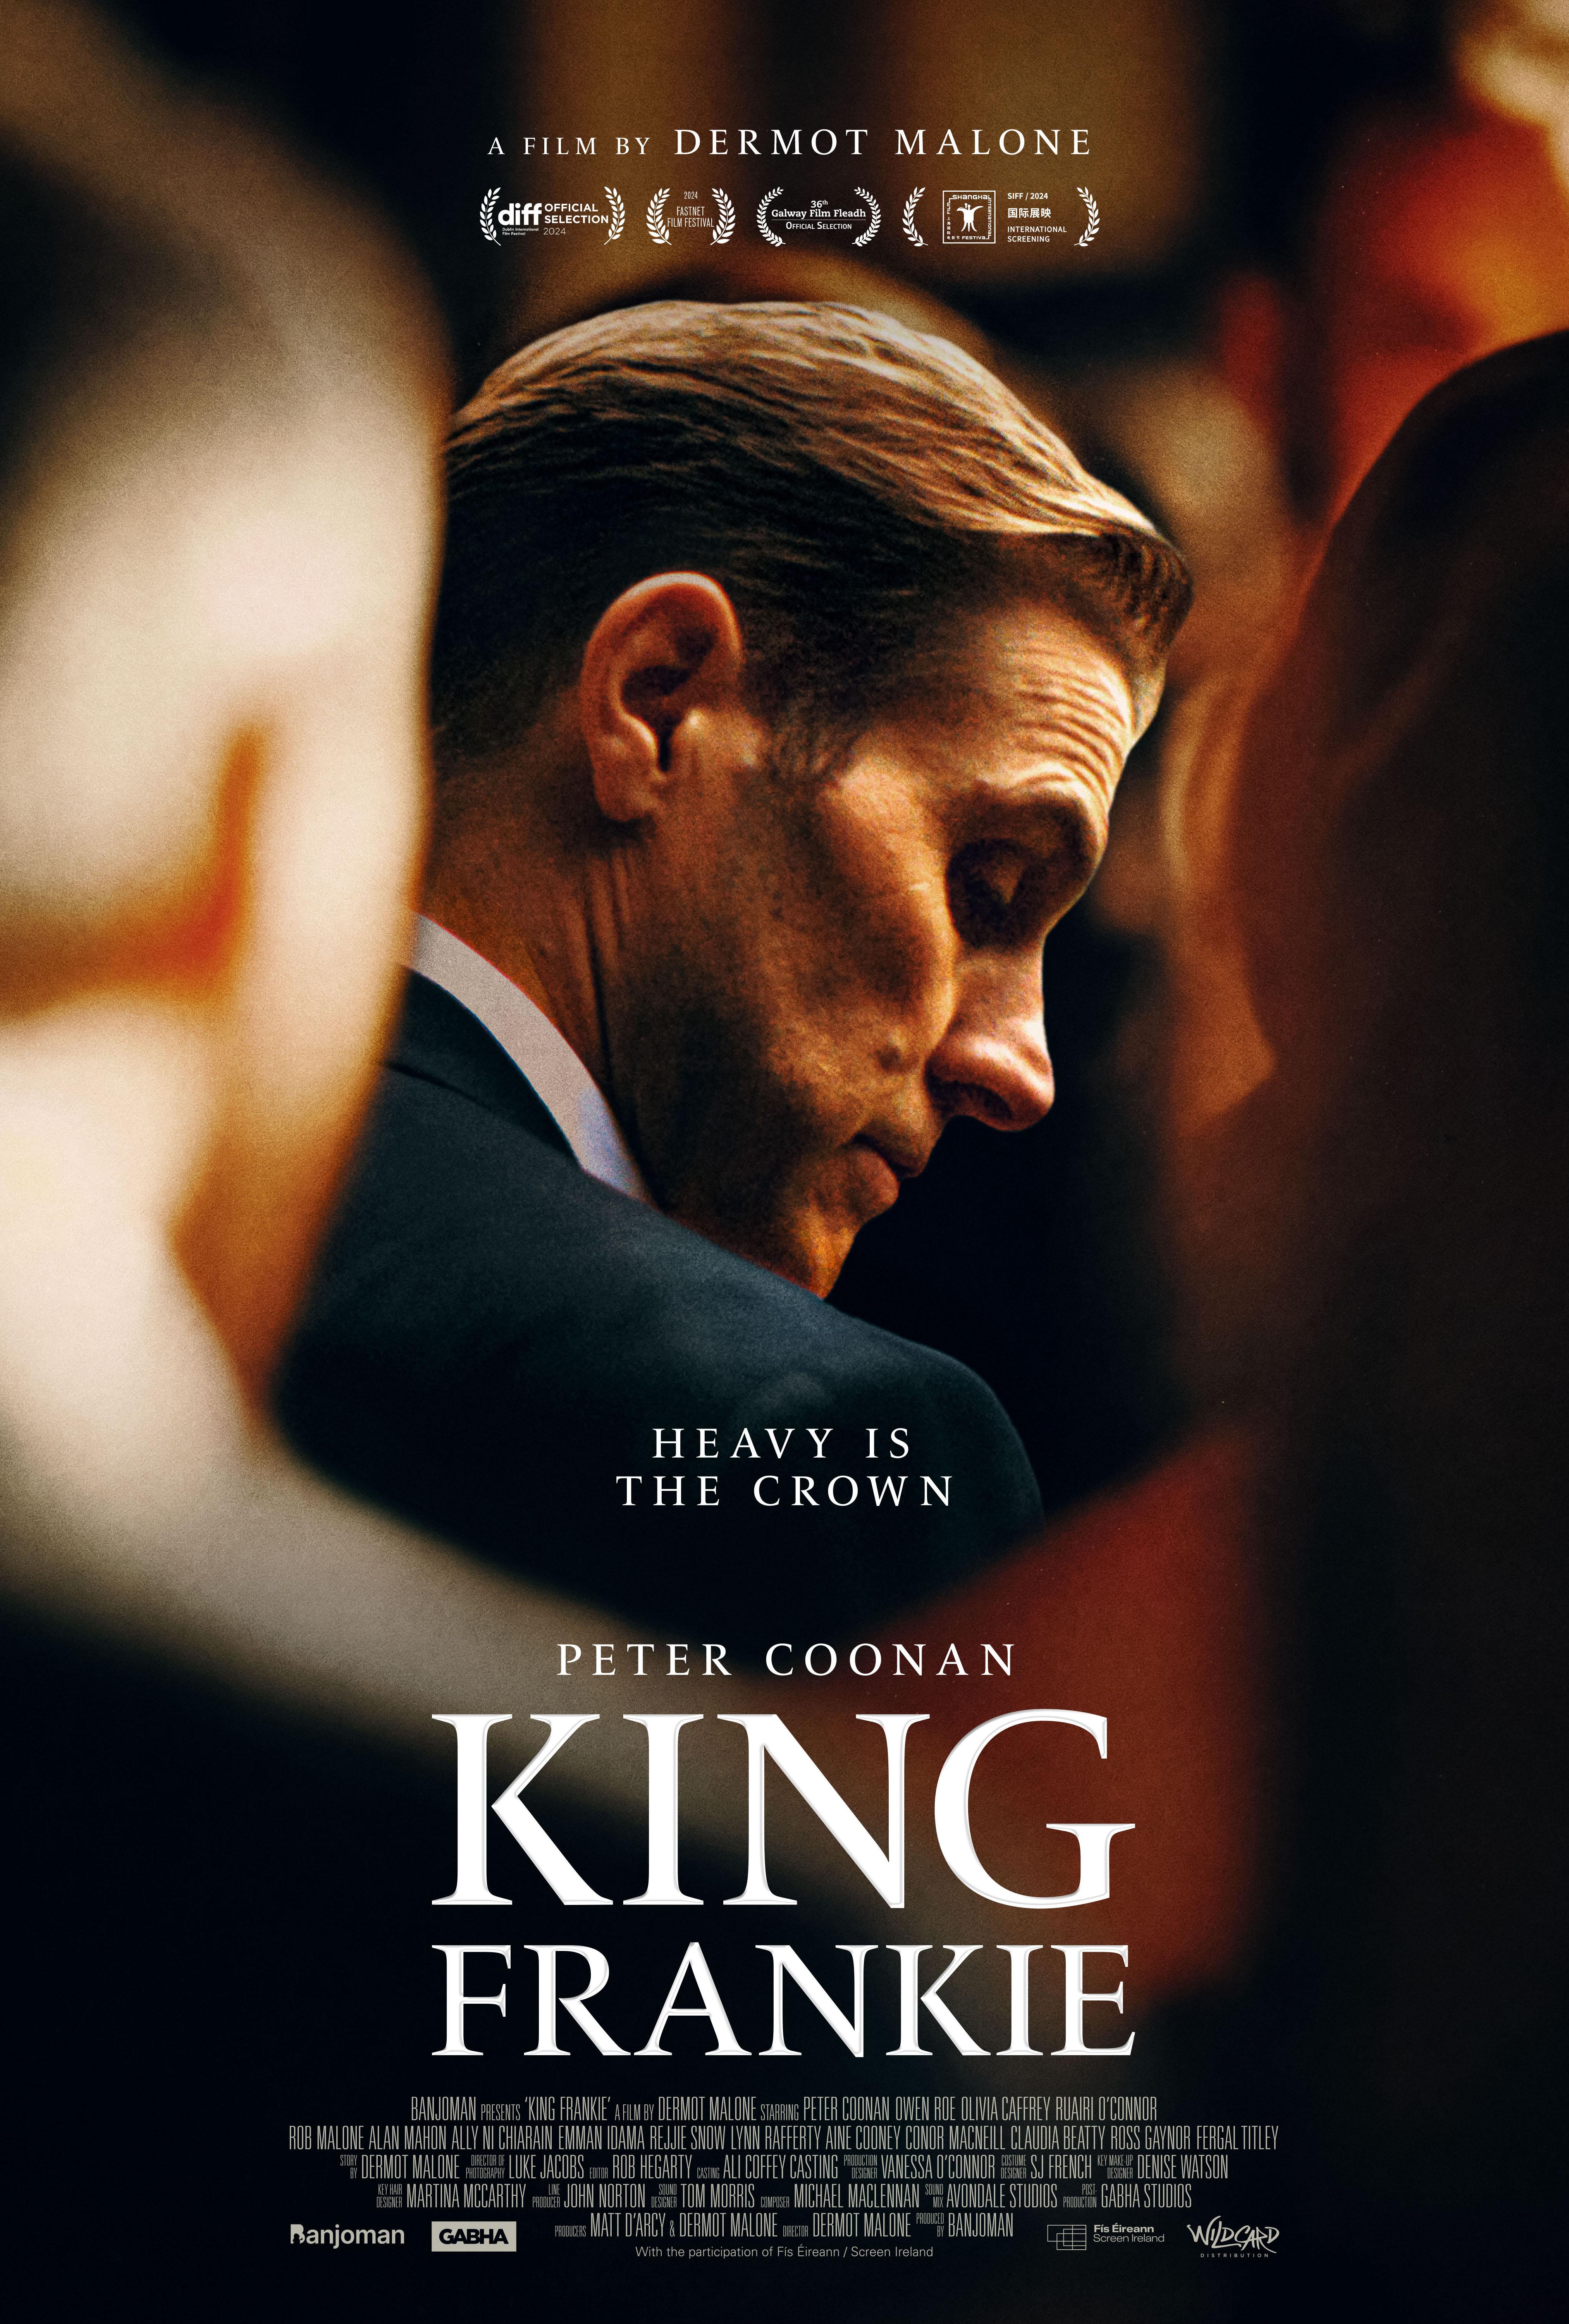 A FILM BY DERMOT MALONE
diff OFFICIAL SELECTION 2024
Dublin International Film Festival
2024
FASTNET
FILM FESTIVAL
36th
Galway Film Fleadh
OFFICIAL SELECTION
SHANGHAI INTERNATIONAL FILM FESTIVAL
SIFF / 2024
国际展映
INTERNATIONAL
SCREENING
HEAVY IS
THE CROWN
PETER COONAN
KING
FRANKIE
BANJOMAN PRESENTS 'KING FRANKIE' A FILM BY DERMOT MALONE STARRING PETER COONAN OWEN ROE OLIVIA CAFFREY RUAIRI O'CONNOR
ROB MALONE ALAN MAHON ALLY NI CHIARAIN EMMAN IDAMA REJJIE SNOW LYNN RAFFERTY AINE COONEY CONOR MACNEILL CLAUDIA BEATTY ROSS GAYNOR FERGAL TITLEY
STORY BY DERMOT MALONE DIRECTOR OF PHOTOGRAPHY LUKE JACOBS EDITOR ROB HEGARTY CASTING ALI COFFEY CASTING PRODUCTION DESIGNER VANESSA O'CONNOR COSTUME DESIGNER SJ FRENCH KEY MAKE-UP DESIGNER DENISE WATSON
KEY HAIR DESIGNER MARTINA MCCARTHY LINE PRODUCER JOHN NORTON SOUND DESIGNER TOM MORRIS COMPOSER MICHAEL MACLENNAN SOUND MIX AVONDALE STUDIOS POST-PRODUCTION GABHA STUDIOS
PRODUCERS MATT D'ARCY & DERMOT MALONE DIRECTOR DERMOT MALONE PRODUCED BY BANJOMAN
Banjoman
GABHA
With the participation of Fís Éireann / Screen Ireland
Fís Éireann
Screen Ireland
WILDCARD
DISTRIBUTION